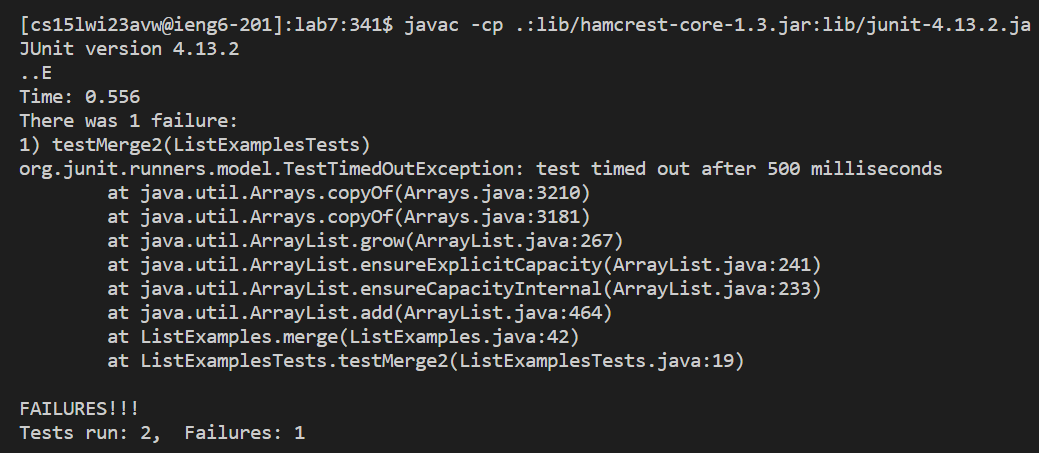 [cs15lwi23avw@ieng6-201]:lab7:341$ javac -cp .:lib/hamcrest-core-1.3.jar:lib/junit-4.13.2.ja
JUnit version 4.13.2
..E
Time: 0.556
There was 1 failure:
1) testMerge2(ListExamplesTests)
org.junit.runners.model.TestTimedOutException: test timed out after 500 milliseconds
        at java.util.Arrays.copyOf(Arrays.java:3210)
        at java.util.Arrays.copyOf(Arrays.java:3181)
        at java.util.ArrayList.grow(ArrayList.java:267)
        at java.util.ArrayList.ensureExplicitCapacity(ArrayList.java:241)
        at java.util.ArrayList.ensureCapacityInternal(ArrayList.java:233)
        at java.util.ArrayList.add(ArrayList.java:464)
        at ListExamples.merge(ListExamples.java:42)
        at ListExamplesTests.testMerge2(ListExamplesTests.java:19)

FAILURES!!!
Tests run: 2,  Failures: 1